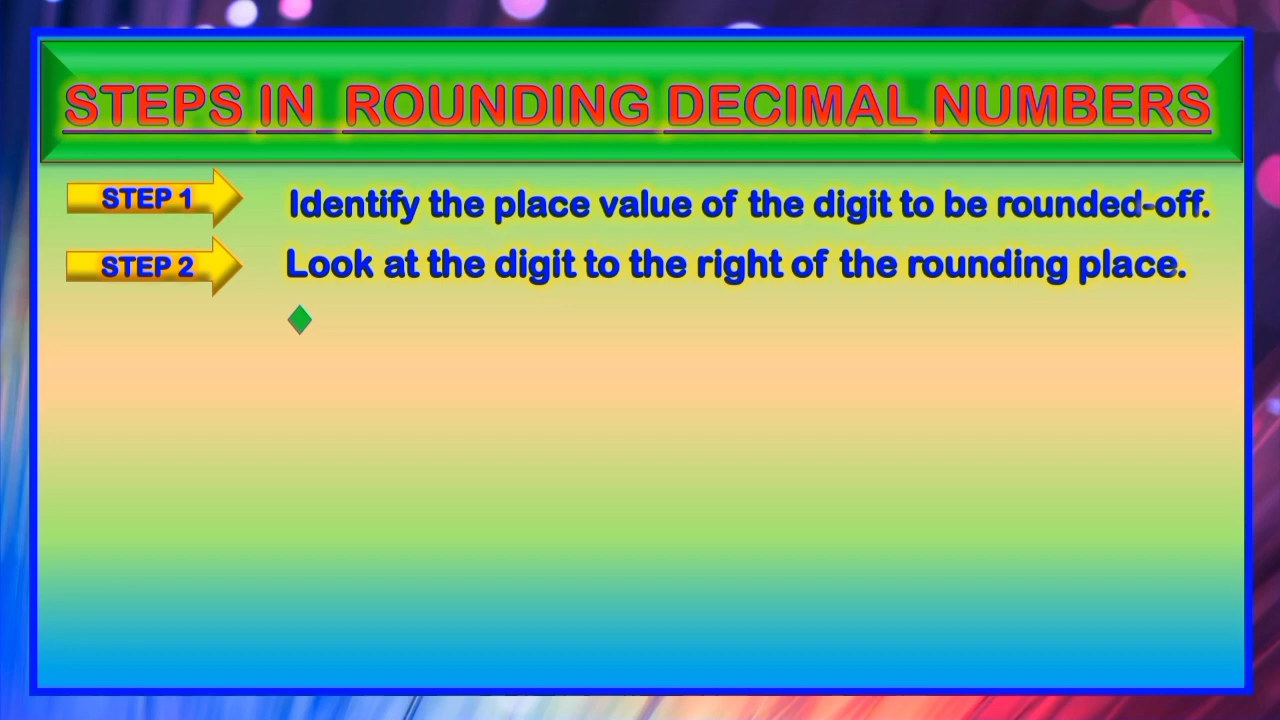 STEPS IN ROUNDING DECIMAL NUMBERS
STEP 1 Identify the place value of the digit to be rounded-off.
STEP 2 Look at the digit to the right of the rounding place.